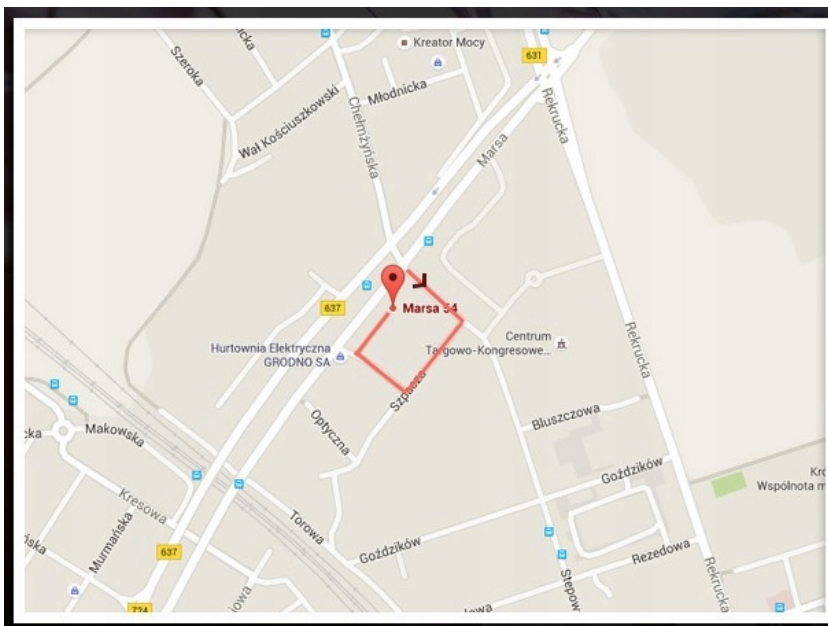 Szeroka
Kreator Mocy
631
Młodnicka
Wał Kościuszkowski
Chełmżyńska
Rekrucka
Marsa
637
Marsa 54
Hurtownia Elektryczna
GRODNO SA
Centrum
Targowo-Kongresowe...
Rekrucka
Szpacza
Optyczna
Bluszczowa
Makowska
Goździków
Kresowa
Wspólnota m
Torowa
Murmańska
637
Goździków
Rezedowa
Rekrucka
724